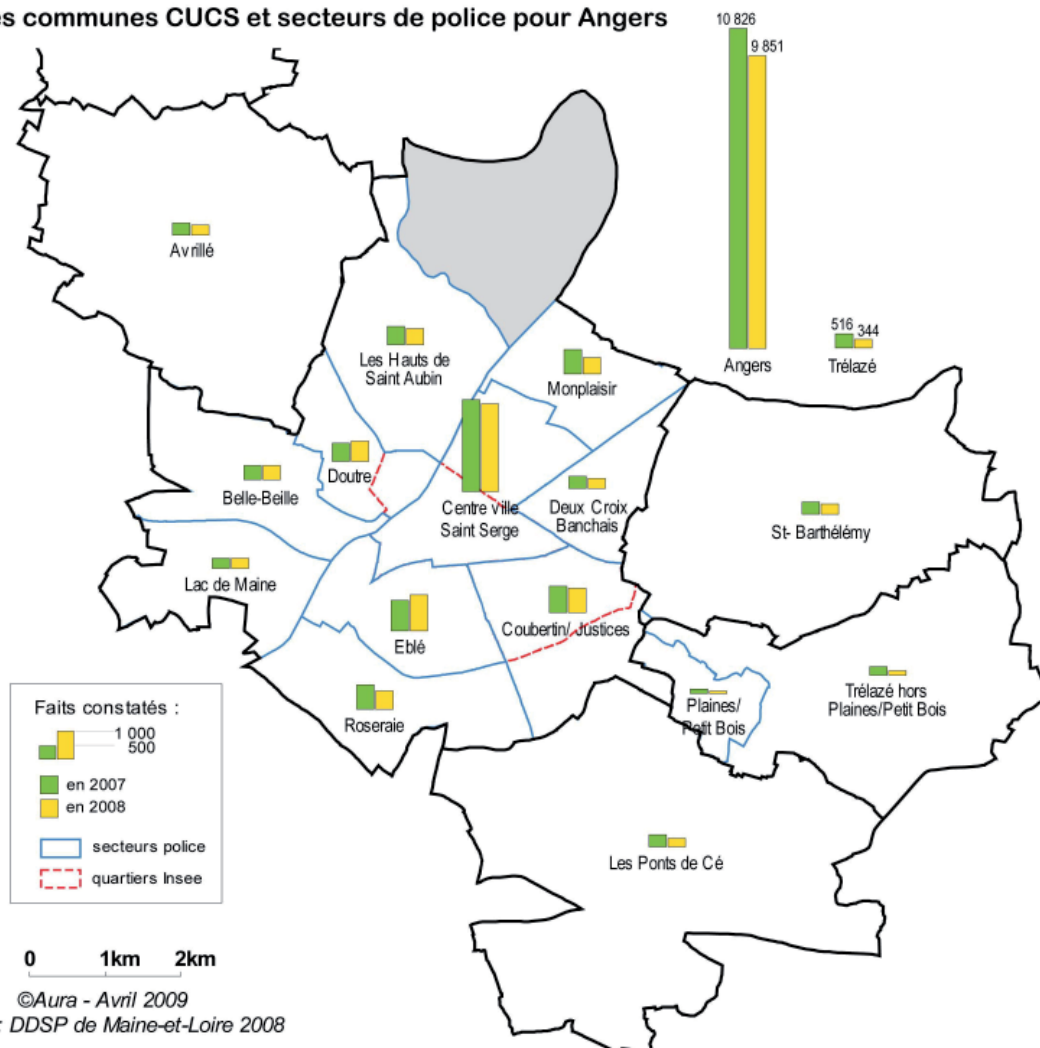 es communes CUCS et secteurs de police pour Angers
10 826
9 851
516
344
Angers
Trélazé
Avrillé
Les Hauts de
Saint Aubin
Monplaisir
Doutre
Belle-Beille
Centre ville
Saint Serge
Deux Croix
Banchais
St- Barthélémy
Lac de Maine
Eblé
Coubertin/ Justices
Roseraie
Plaines/
Petit Bois
Trélazé hors
Plaines/Petit Bois
Les Ponts de Cé
Faits constatés :
1 000
500
en 2007
en 2008
secteurs police
quartiers Insee
0 1km 2km
©Aura - Avril 2009
: DDSP de Maine-et-Loire 2008